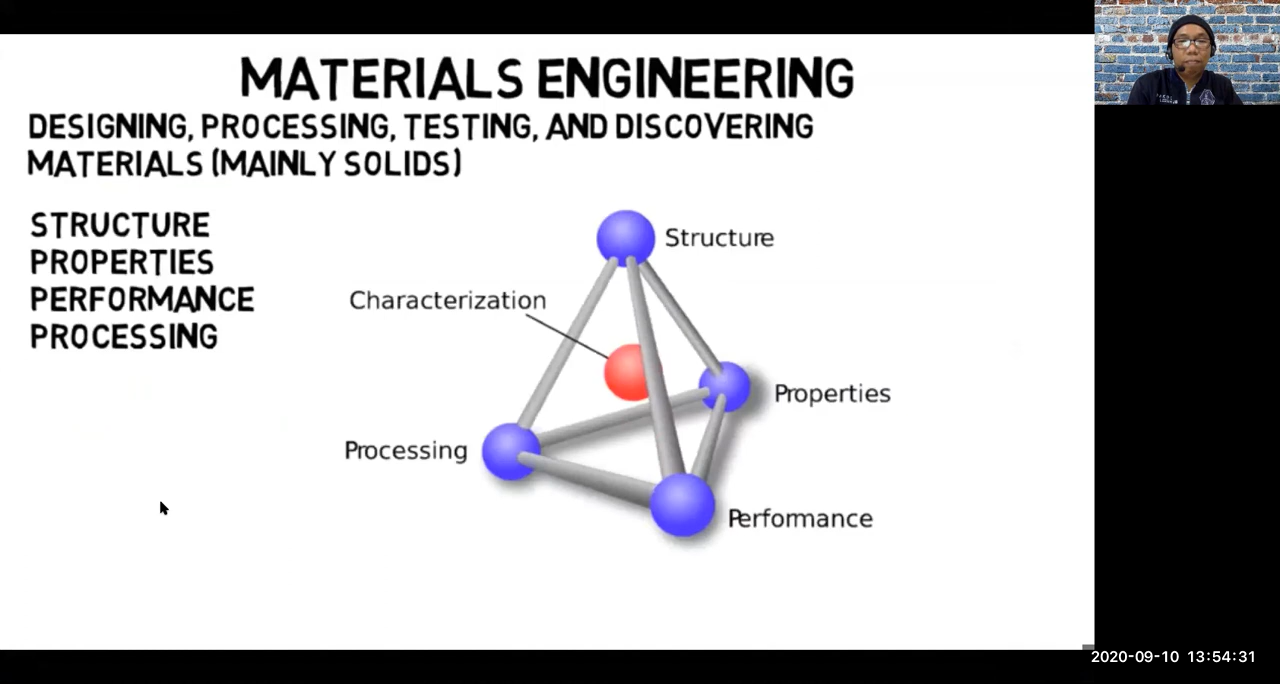 MATERIALS ENGINEERING
DESIGNING, PROCESSING, TESTING, AND DISCOVERING
MATERIALS (MAINLY SOLIDS)
STRUCTURE
PROPERTIES
PERFORMANCE
PROCESSING
Structure
Characterization
Properties
Processing
Performance
2020-09-10 13:54:31